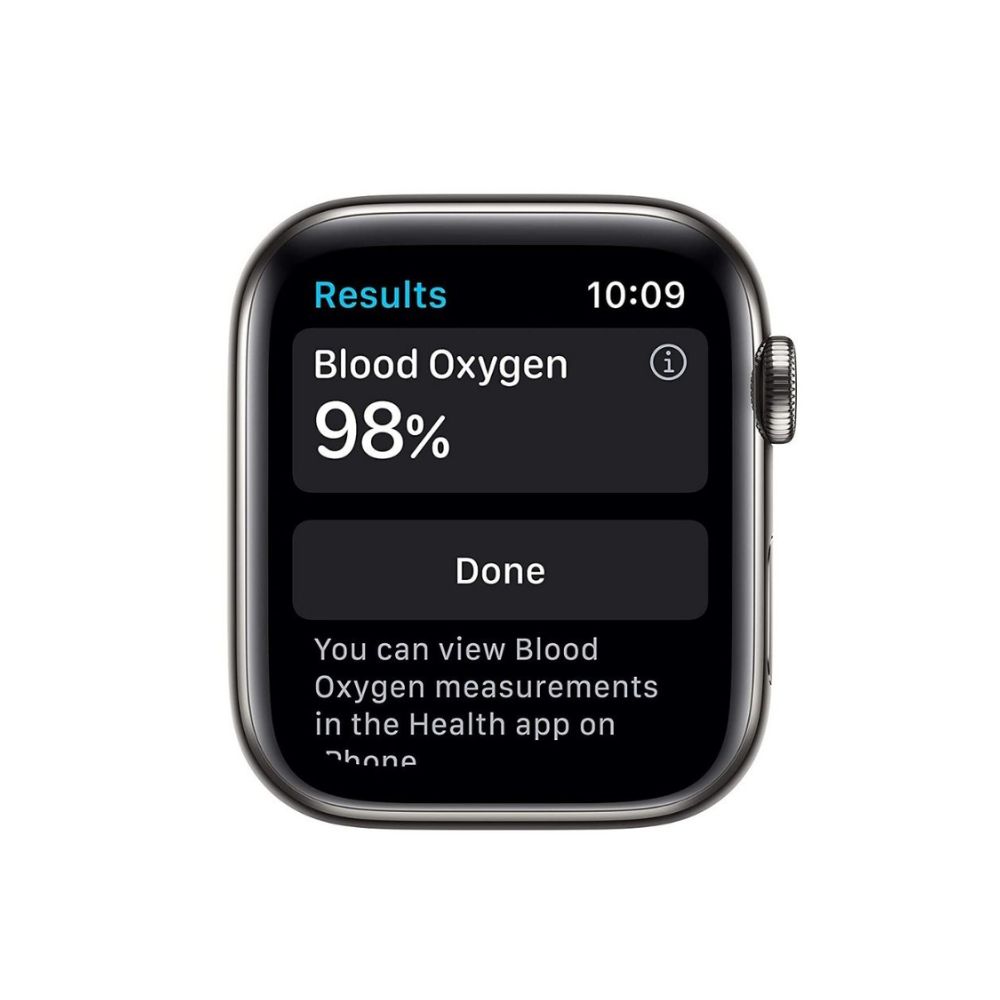 Results 10:09
Blood Oxygen
98%
Done
You can view Blood
Oxygen measurements
in the Health app on